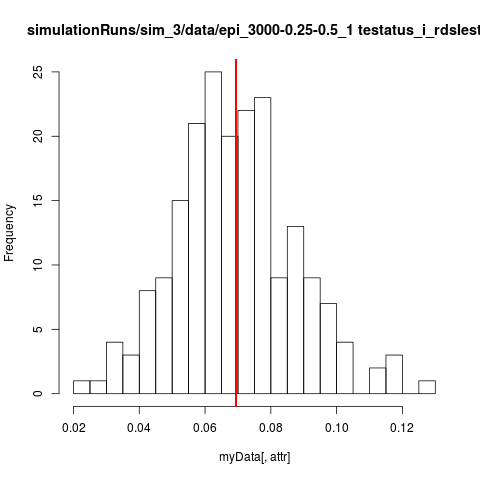 simulationRuns/sim_3/data/epi_3000-0.25-0.5_1 testatus_i_rdslest
25
20
15
10
5
0
Frequency
0.02 0.04 0.06 0.08 0.10 0.12
myData[, attr]